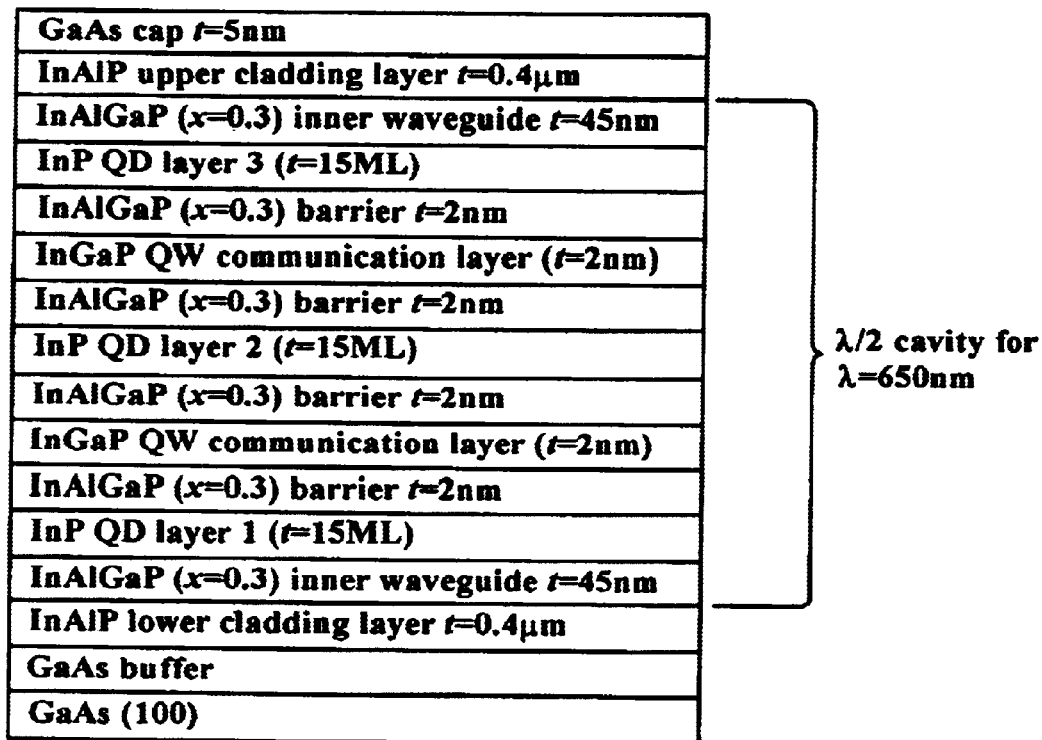 GaAs cap t=5nm
InAlP upper cladding layer t=0.4μm
InAlGaP (x=0.3) inner waveguide t=45nm
InP QD layer 3 (t=15ML)
InAlGaP (x=0.3) barrier t=2nm
InGaP QW communication layer (t=2nm)
InAlGaP (x=0.3) barrier t=2nm
InP QD layer 2 (t=15ML)
InAlGaP (x=0.3) barrier t=2nm
InGaP QW communication layer (t=2nm)
InAlGaP (x=0.3) barrier t=2nm
InP QD layer 1 (t=15ML)
InAlGaP (x=0.3) inner waveguide t=45nm
InAlP lower cladding layer t=0.4μm
GaAs buffer
GaAs (100)
λ/2 cavity for
λ=650nm